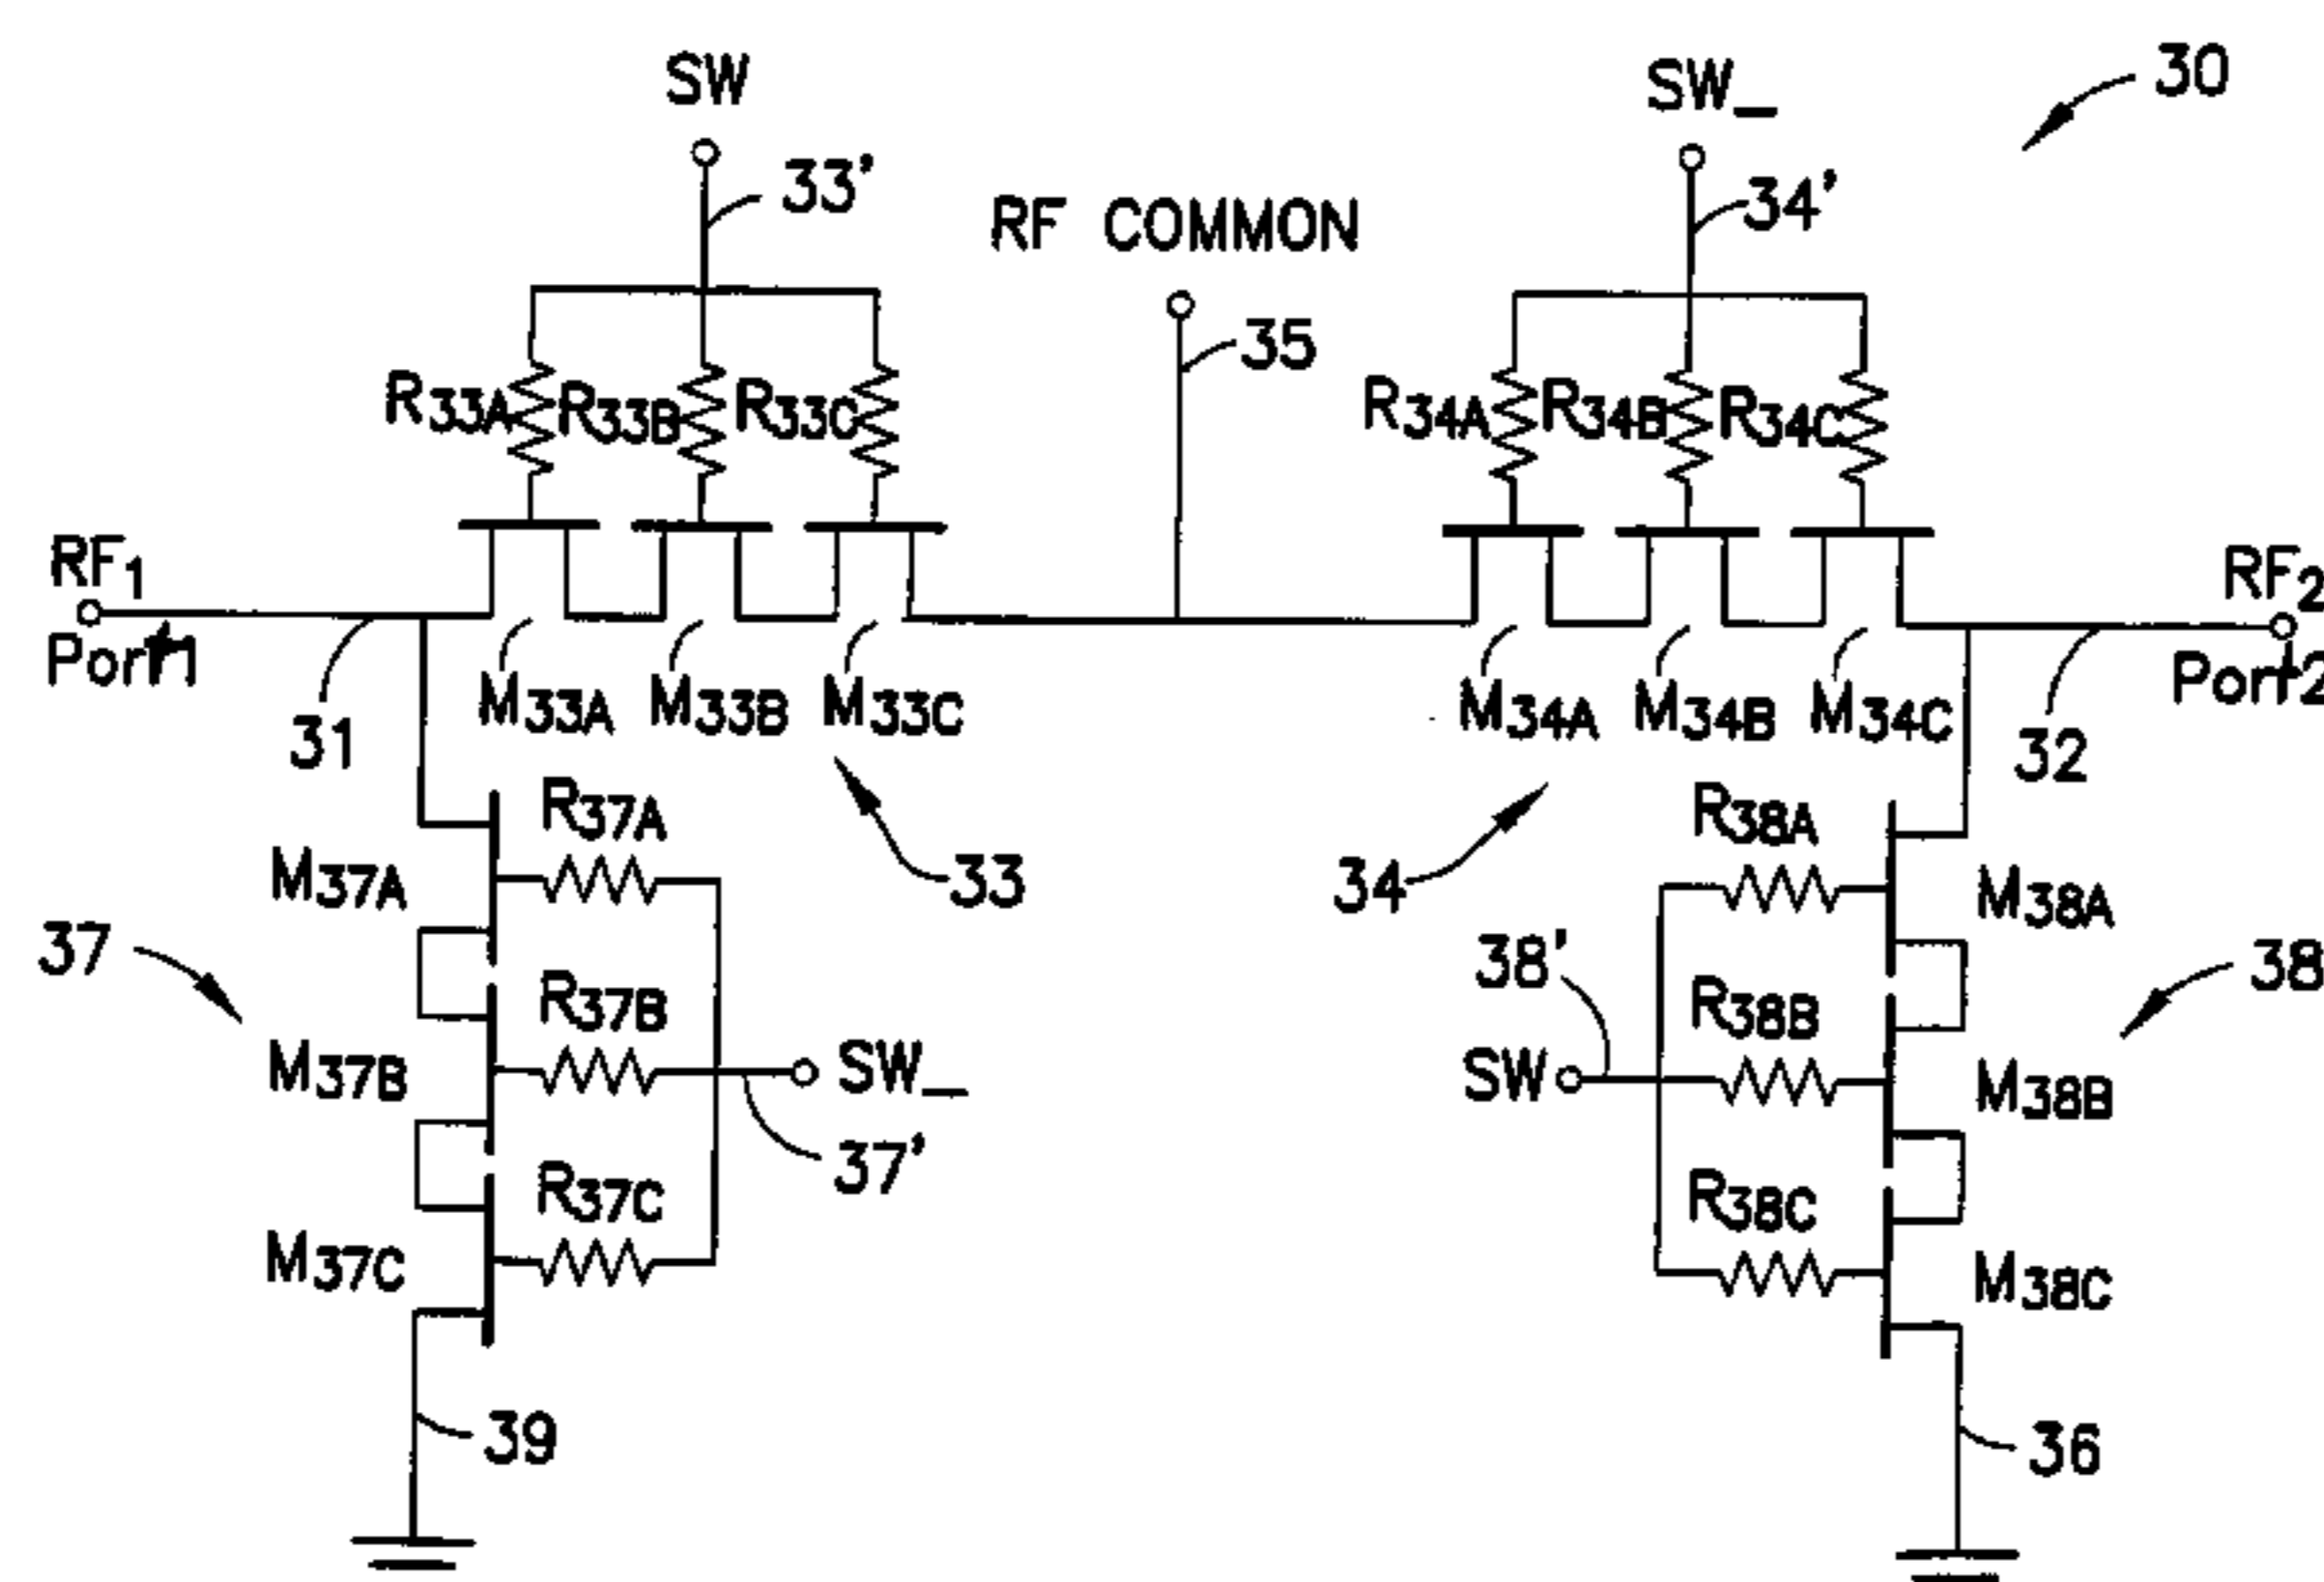 SW
SW_
30
33'
34'
RF COMMON
35
R33A
R33B
R33C
R34A
R34B
R34C
RF1
Port1
RF2
Port2
31
M33A
M33B
M33C
M34A
M34B
M34C
32
33
34
R37A
M37A
37
R37B
M37B
SW_
37'
R37C
M37C
39
R38A
M38A
38'
38
R38B
SW
M38B
R38C
M38C
36